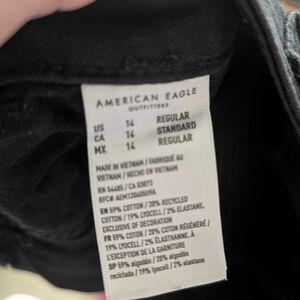 AMERICAN EAGLE
OUTFITTERS
US 14 REGULAR
CA 14 STANDARD
MX 14 REGULAR
MADE IN VIETNAM / FABRIQUÉ AU
VIETNAM / HECHO EN VIETNAM
RN 54485 / CA 03873
EN 59% COTTON / 20% RECYCLED
COTTON / 19% LYOCELL / 2% ELASTANE.
EXCLUSIVE OF DECORATION
FR 59% COTON / 20% COTON RÉGÉNÉRÉ /
19% LYOCELL / 2% ÉLASTHANNE. À
L'EXCEPTION DE LA GARNITURE
SP 59% algodón / 20% algodón
reciclado / 19% lyocell / 2% elastano